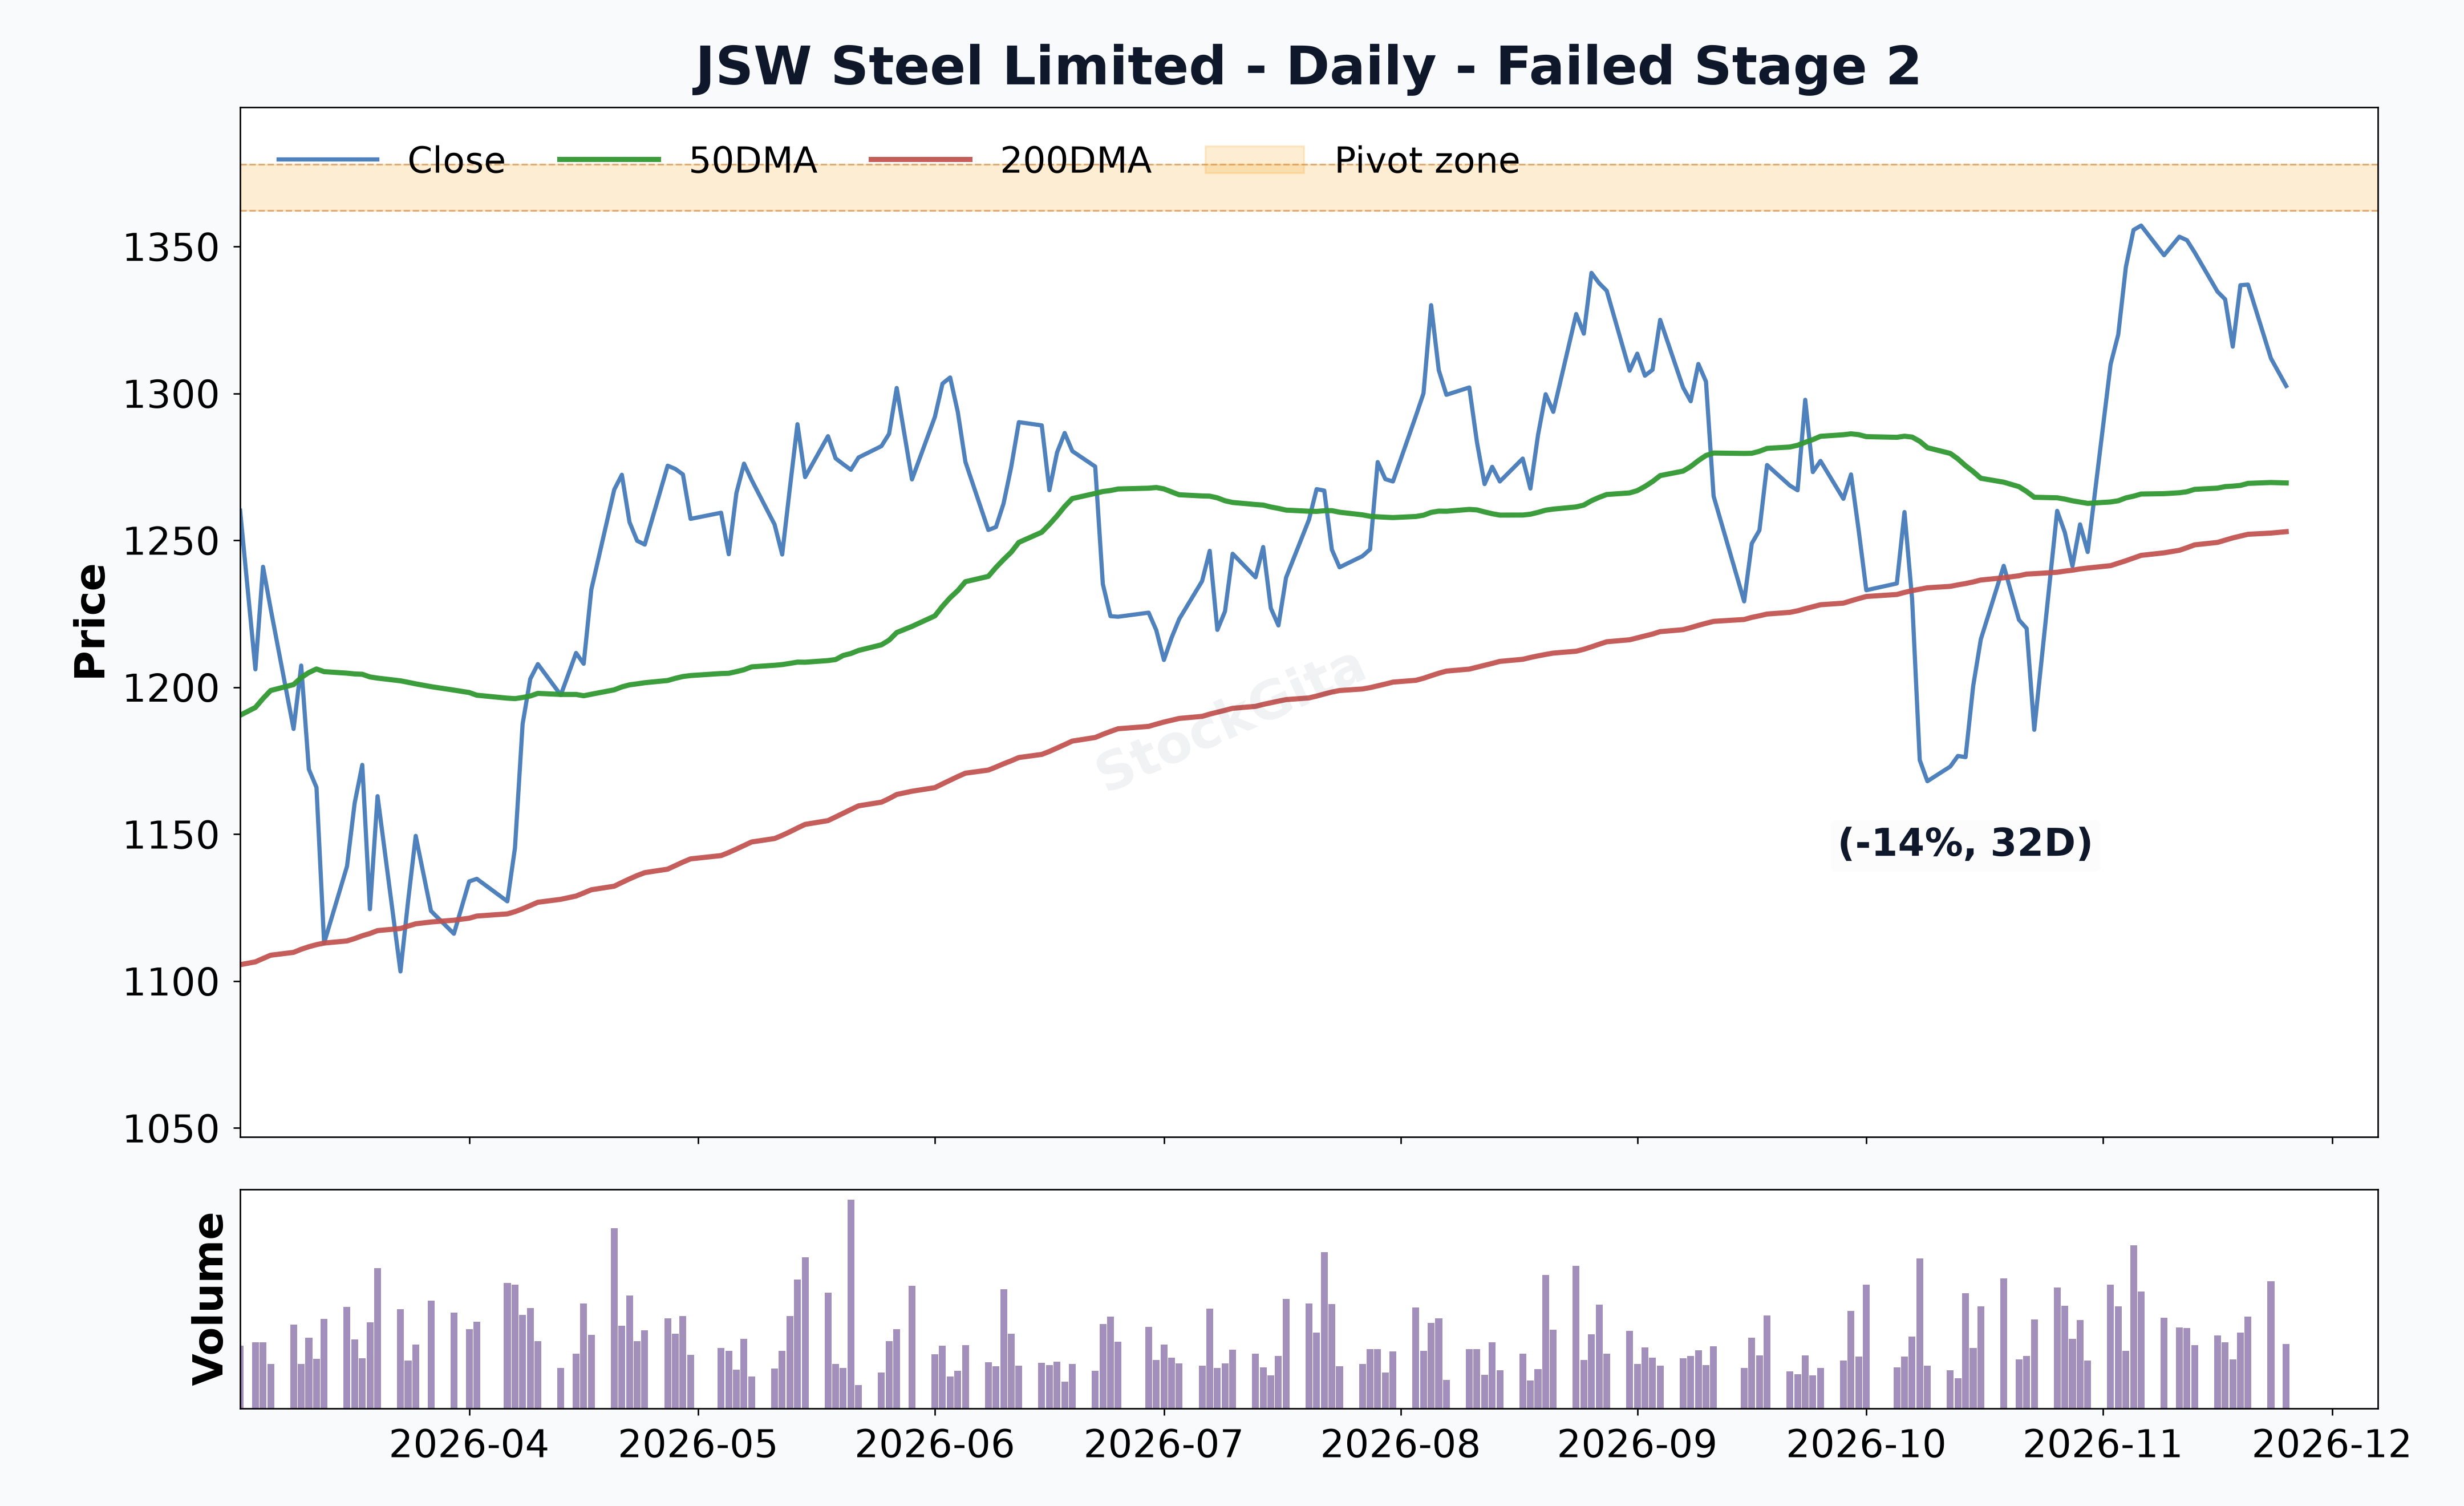 JSW Steel Limited - Daily - Failed Stage 2
Close 50DMA 200DMA Pivot zone
Price
1350
1300
1250
1200
1150
1100
1050
StockGita
(-14%, 32D)
Volume
2026-04 2026-05 2026-06 2026-07 2026-08 2026-09 2026-10 2026-11 2026-12